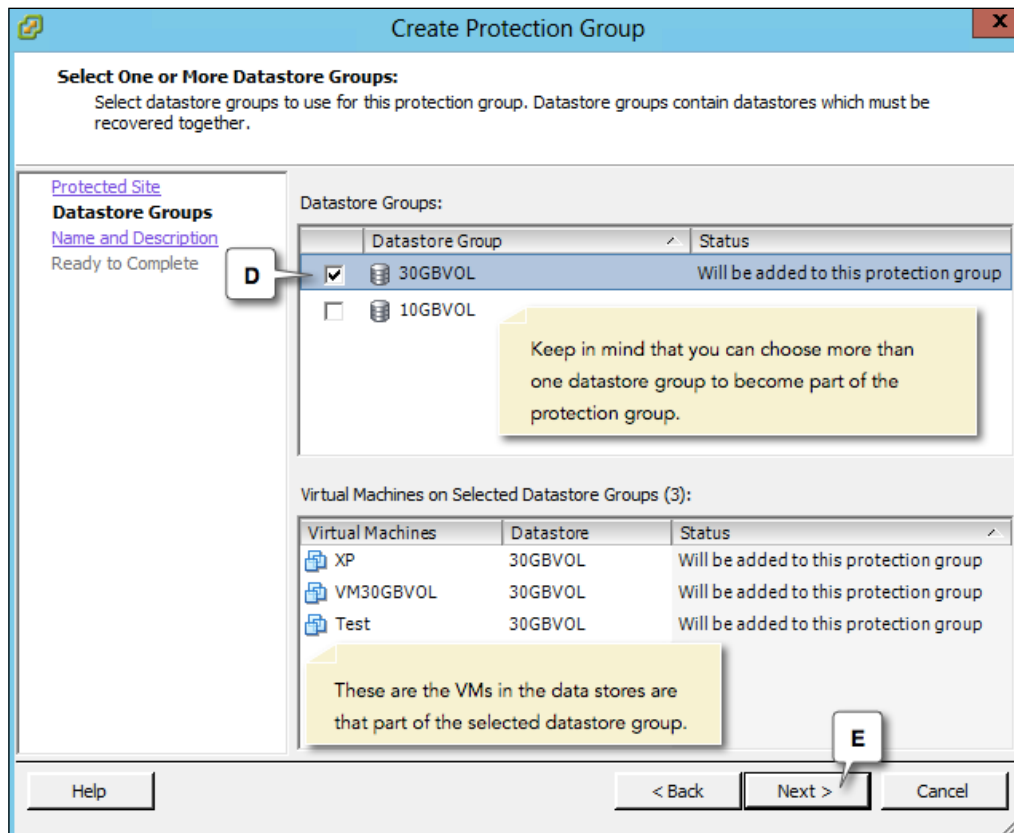 Create Protection Group
x
Select One or More Datastore Groups:
Select datastore groups to use for this protection group. Datastore groups contain datastores which must be
recovered together.
Protected Site
Datastore Groups
Name and Description
Ready to Complete
D
Datastore Groups:
Datastore Group Status
30GBVOL Will be added to this protection group
10GBVOL
Keep in mind that you can choose more than
one datastore group to become part of the
protection group.
Virtual Machines on Selected Datastore Groups (3):
Virtual Machines Datastore Status
XP 30GBVOL Will be added to this protection group
VM30GBVOL 30GBVOL Will be added to this protection group
Test 30GBVOL Will be added to this protection group
These are the VMs in the data stores are
that part of the selected datastore group.
E
Help < Back Next > Cancel